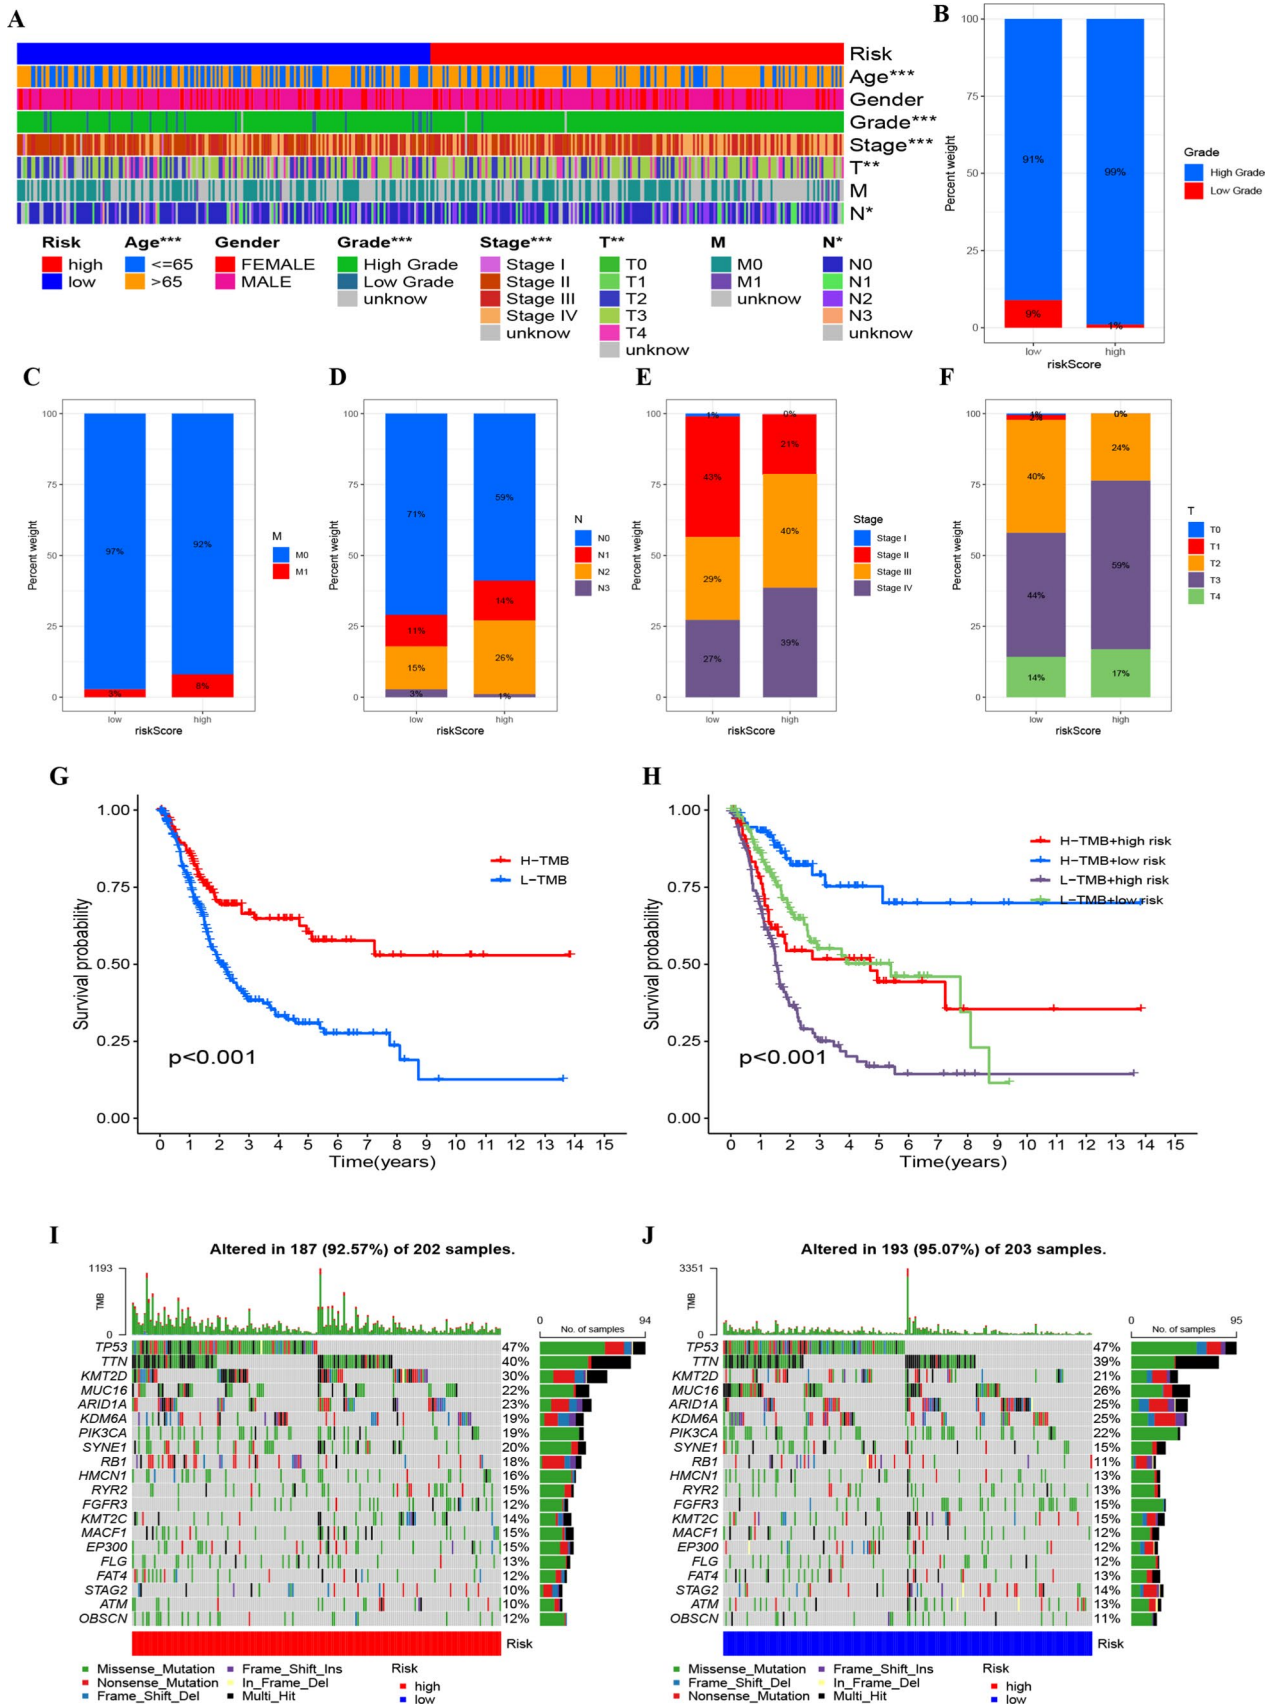 A
Risk
Age***
Gender
Grade***
Stage***
T**
M
N*
Risk Age*** Gender Grade*** Stage*** T** M N*
high <=65 FEMALE High Grade Stage I T0 M0 N0
low >65 MALE Low Grade Stage II T1 M1 N1
unknow Stage III T2 unknow N2
Stage IV T3 N3
unknow T4 unknow
unknow
B
100
75
50
25
0
Percent weight
91% 99%
9% 1%
low high
riskScore
Grade
High Grade
Low Grade
C
100
75
50
25
0
Percent weight
97% 92%
3% 8%
low high
riskScore
M
M0
M1
D
100
75
50
25
0
Percent weight
71% 59%
11% 14%
15% 26%
3% 1%
low high
riskScore
N
N0
N1
N2
N3
E
100
75
50
25
0
Percent weight
1% 0%
43% 21%
29% 40%
27% 39%
low high
riskScore
Stage
Stage I
Stage II
Stage III
Stage IV
F
100
75
50
25
0
Percent weight
1% 0%
2%
40% 24%
44% 59%
14% 17%
low high
riskScore
T
T0
T1
T2
T3
T4
G
1.00
0.75
0.50
0.25
0.00
Survival probability
H-TMB
L-TMB
p<0.001
0 1 2 3 4 5 6 7 8 9 10 11 12 13 14 15
Time(years)
H
1.00
0.75
0.50
0.25
0.00
Survival probability
H-TMB+high risk
H-TMB+low risk
L-TMB+high risk
L-TMB+low risk
p<0.001
0 1 2 3 4 5 6 7 8 9 10 11 12 13 14 15
Time(years)
I
Altered in 187 (92.57%) of 202 samples.
1193
TMB
0
0 94
No. of samples
TP53 47%
TTN 40%
KMT2D 30%
MUC16 22%
ARID1A 23%
KDM6A 19%
PIK3CA 19%
SYNE1 20%
RB1 18%
HMCN1 16%
RYR2 15%
FGFR3 12%
KMT2C 14%
MACF1 15%
EP300 15%
FLG 13%
FAT4 12%
STAG2 10%
ATM 10%
OBSCN 12%
Risk
Missense_Mutation Frame_Shift_Ins Risk
Nonsense_Mutation In_Frame_Del high
Frame_Shift_Del Multi_Hit low
J
Altered in 193 (95.07%) of 203 samples.
3351
TMB
0
0 95
No. of samples
TP53 47%
TTN 39%
KMT2D 21%
MUC16 26%
ARID1A 25%
KDM6A 25%
PIK3CA 22%
SYNE1 15%
RB1 11%
HMCN1 13%
RYR2 13%
FGFR3 15%
KMT2C 15%
MACF1 12%
EP300 12%
FLG 12%
FAT4 13%
STAG2 14%
ATM 13%
OBSCN 11%
Risk
Missense_Mutation Frame_Shift_Ins Risk
Frame_Shift_Del In_Frame_Del high
Nonsense_Mutation Multi_Hit low